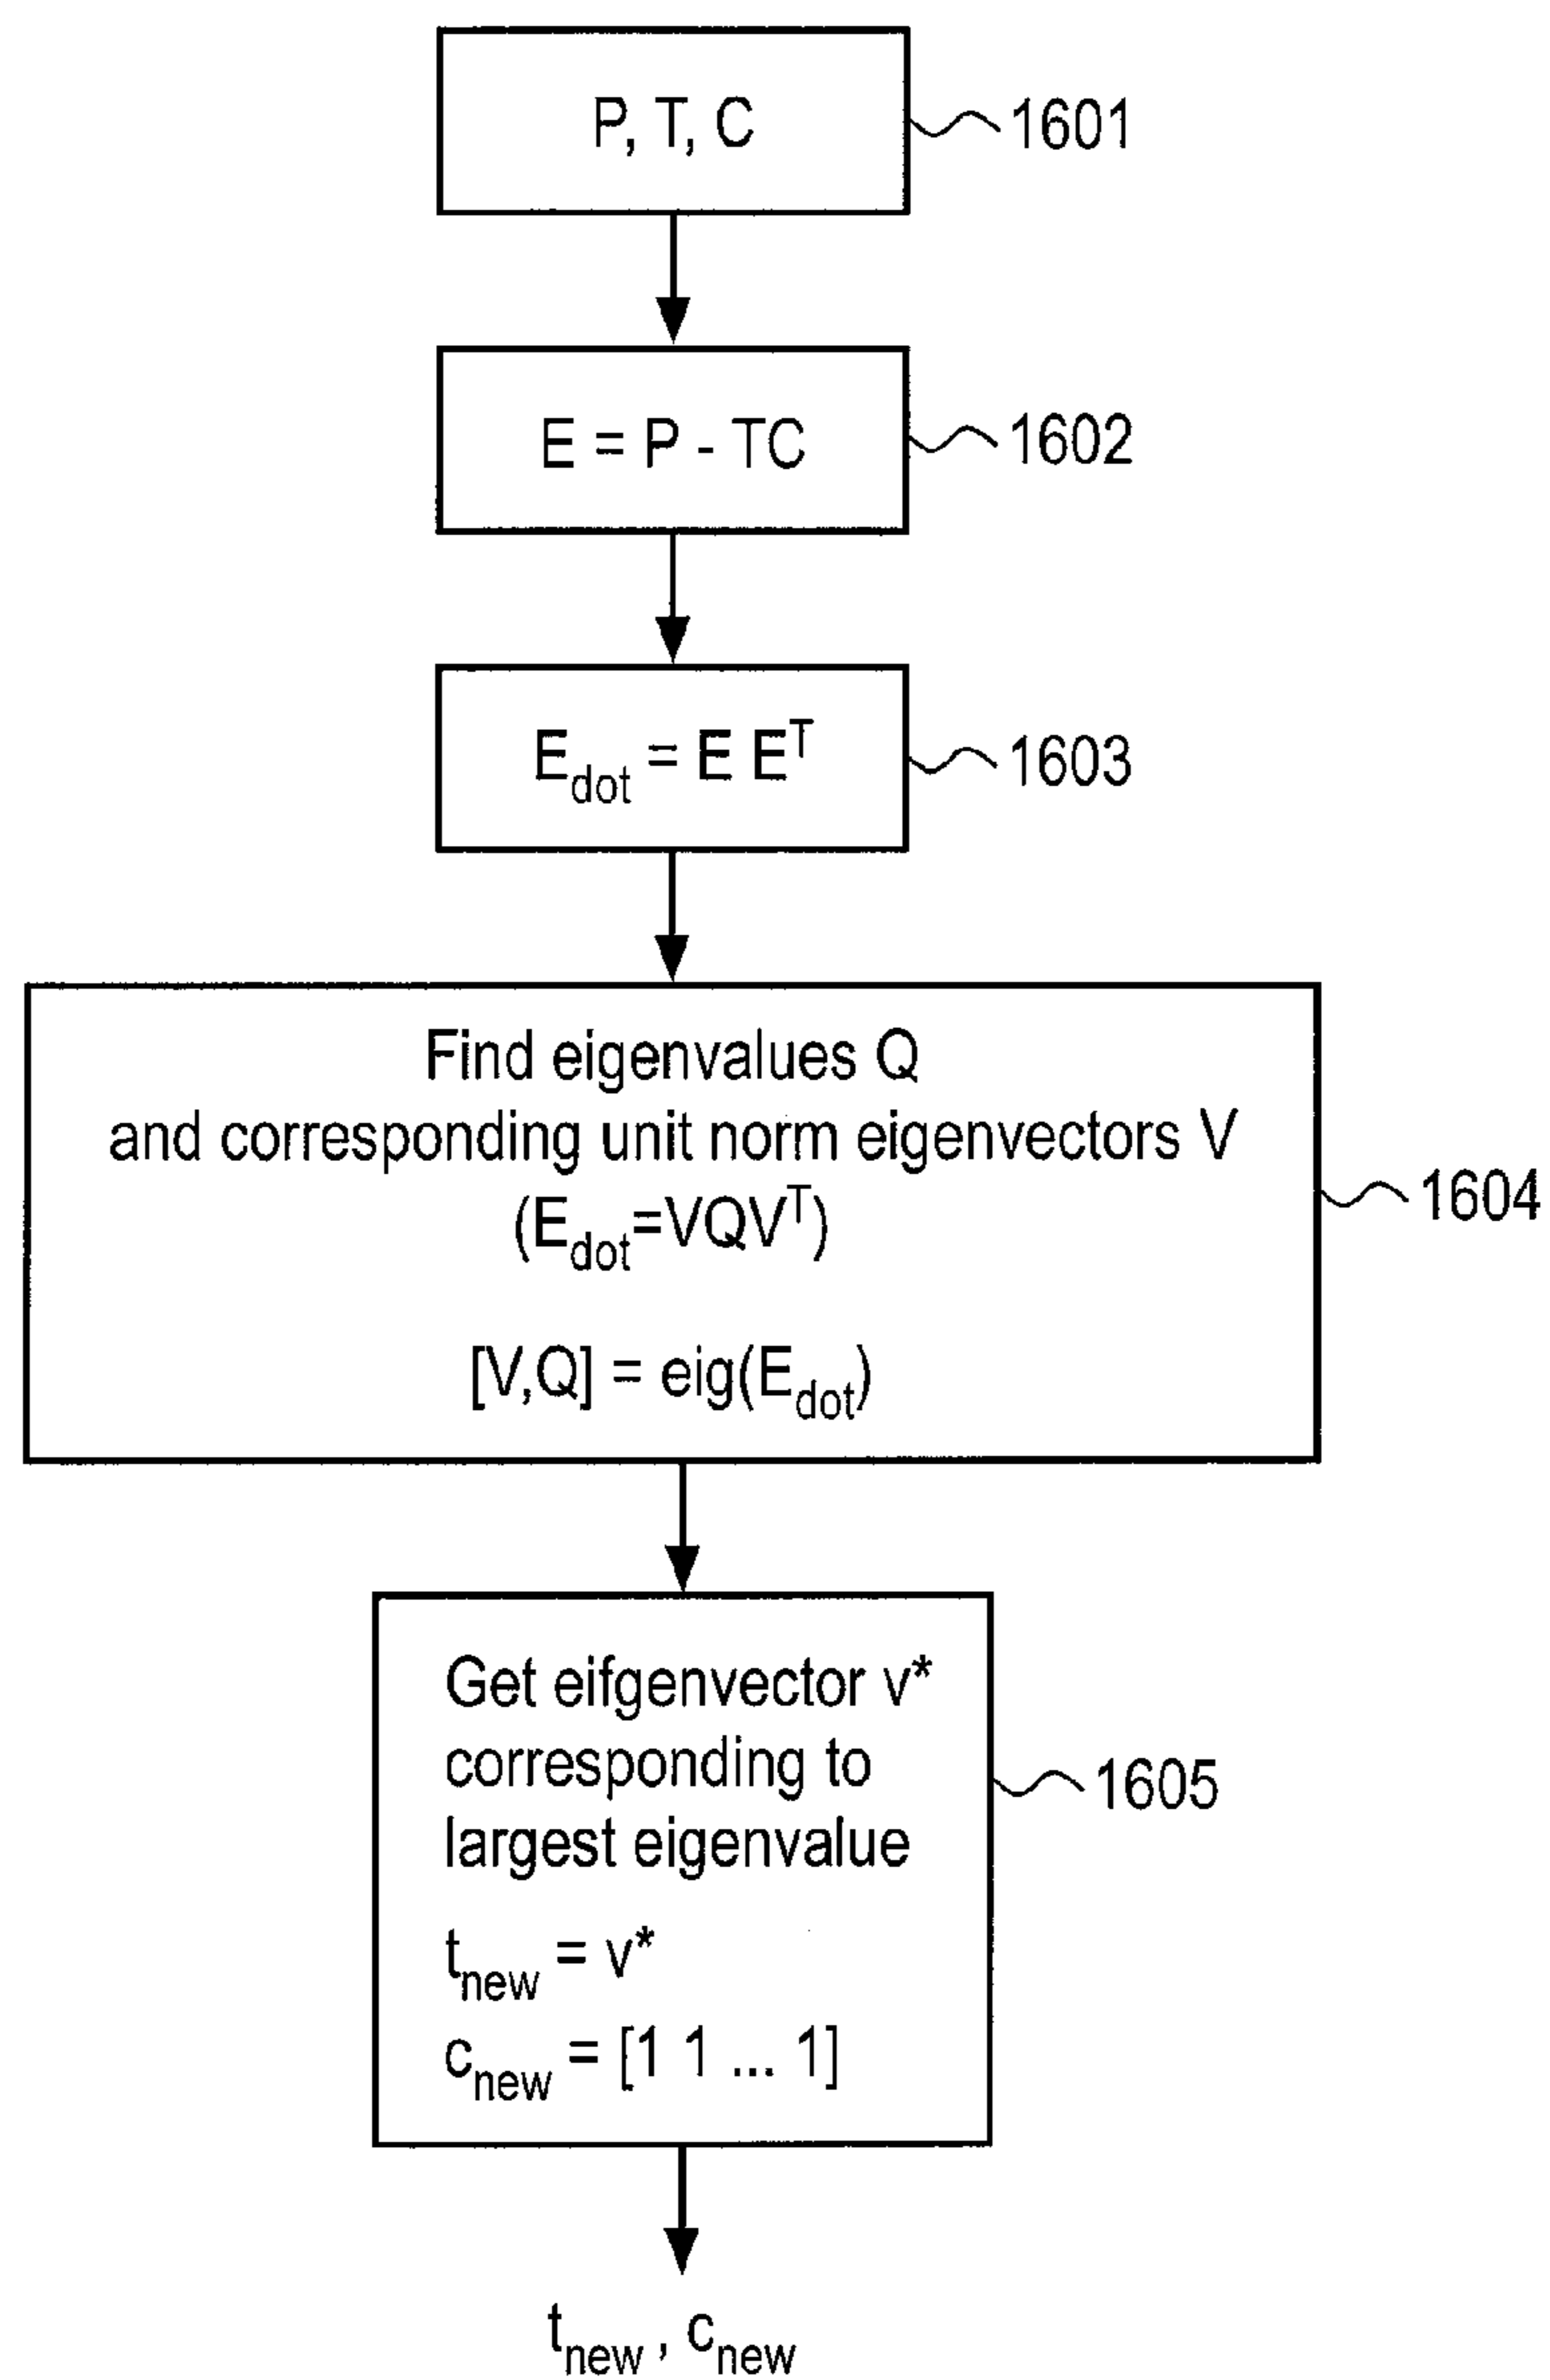 P, T, C
1601
E = P - TC
1602
E_dot = E E^T
1603
Find eigenvalues Q
and corresponding unit norm eigenvectors V
(E_dot=VQV^T)
[V,Q] = eig(E_dot)
1604
Get eifgenvector v*
corresponding to
largest eigenvalue
t_new = v*
c_new = [1 1 ... 1]
1605
t_new , c_new